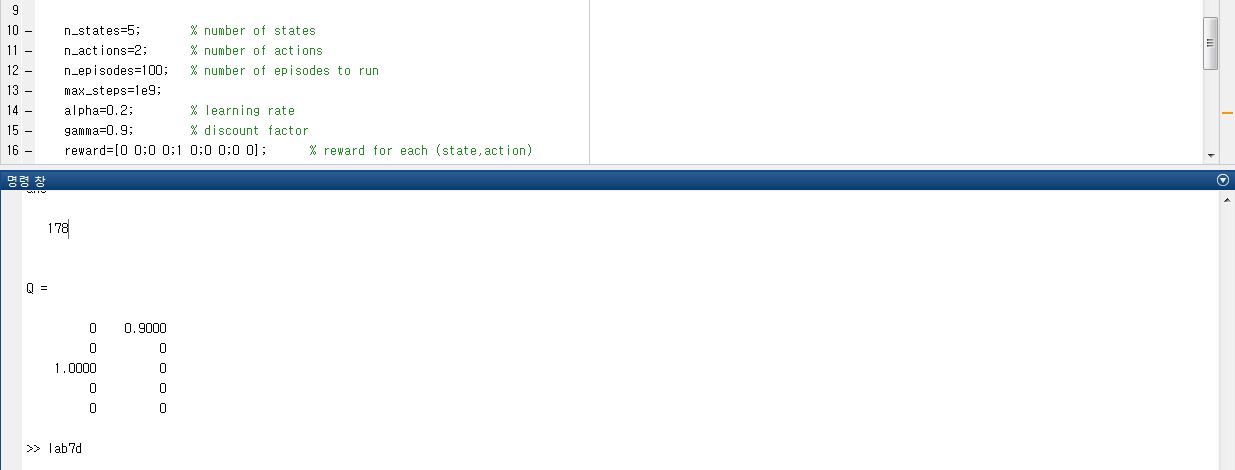 9
10 – n_states=5; % number of states
11 – n_actions=2; % number of actions
12 – n_episodes=100; % number of episodes to run
13 – max_steps=1e9;
14 – alpha=0.2; % learning rate
15 – gamma=0.9; % discount factor
16 – reward=[0 0;0 0;1 0;0 0;0 0]; % reward for each (state,action)
명령 창
178
Q =
0 0.9000
0 0
1.0000 0
0 0
0 0
>> lab7d